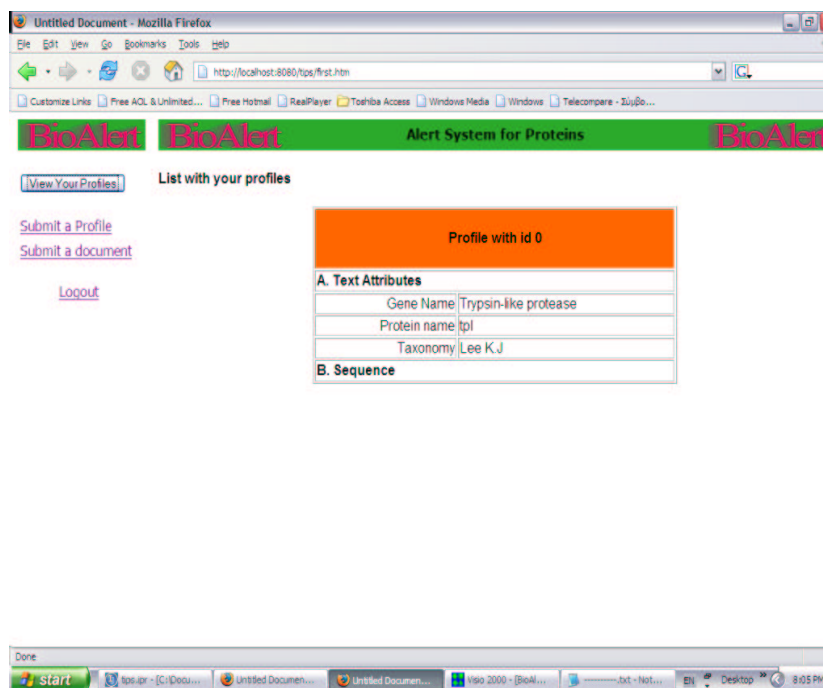 Untitled Document - Mozilla Firefox
File Edit View Go Bookmarks Tools Help
http://localhost:8080/tips/first.htm
G
Customize Links Free AOL & Unlimited... Free Hotmail RealPlayer Toshiba Access Windows Media Windows Telecompare - Σύμβο...
BioAlert BioAlert Alert System for Proteins BioAlert
View Your Profiles
List with your profiles
Submit a Profile
Submit a document
Logout
Profile with id 0
A. Text Attributes
Gene Name Trypsin-like protease
Protein name tpl
Taxonomy Lee K.J
B. Sequence
Done
start tips.jpr - [C:\Docu... Untitled Documen... Untitled Documen... Visio 2000 - [BioAl... .txt - Not... EN Desktop » 8:05 PM